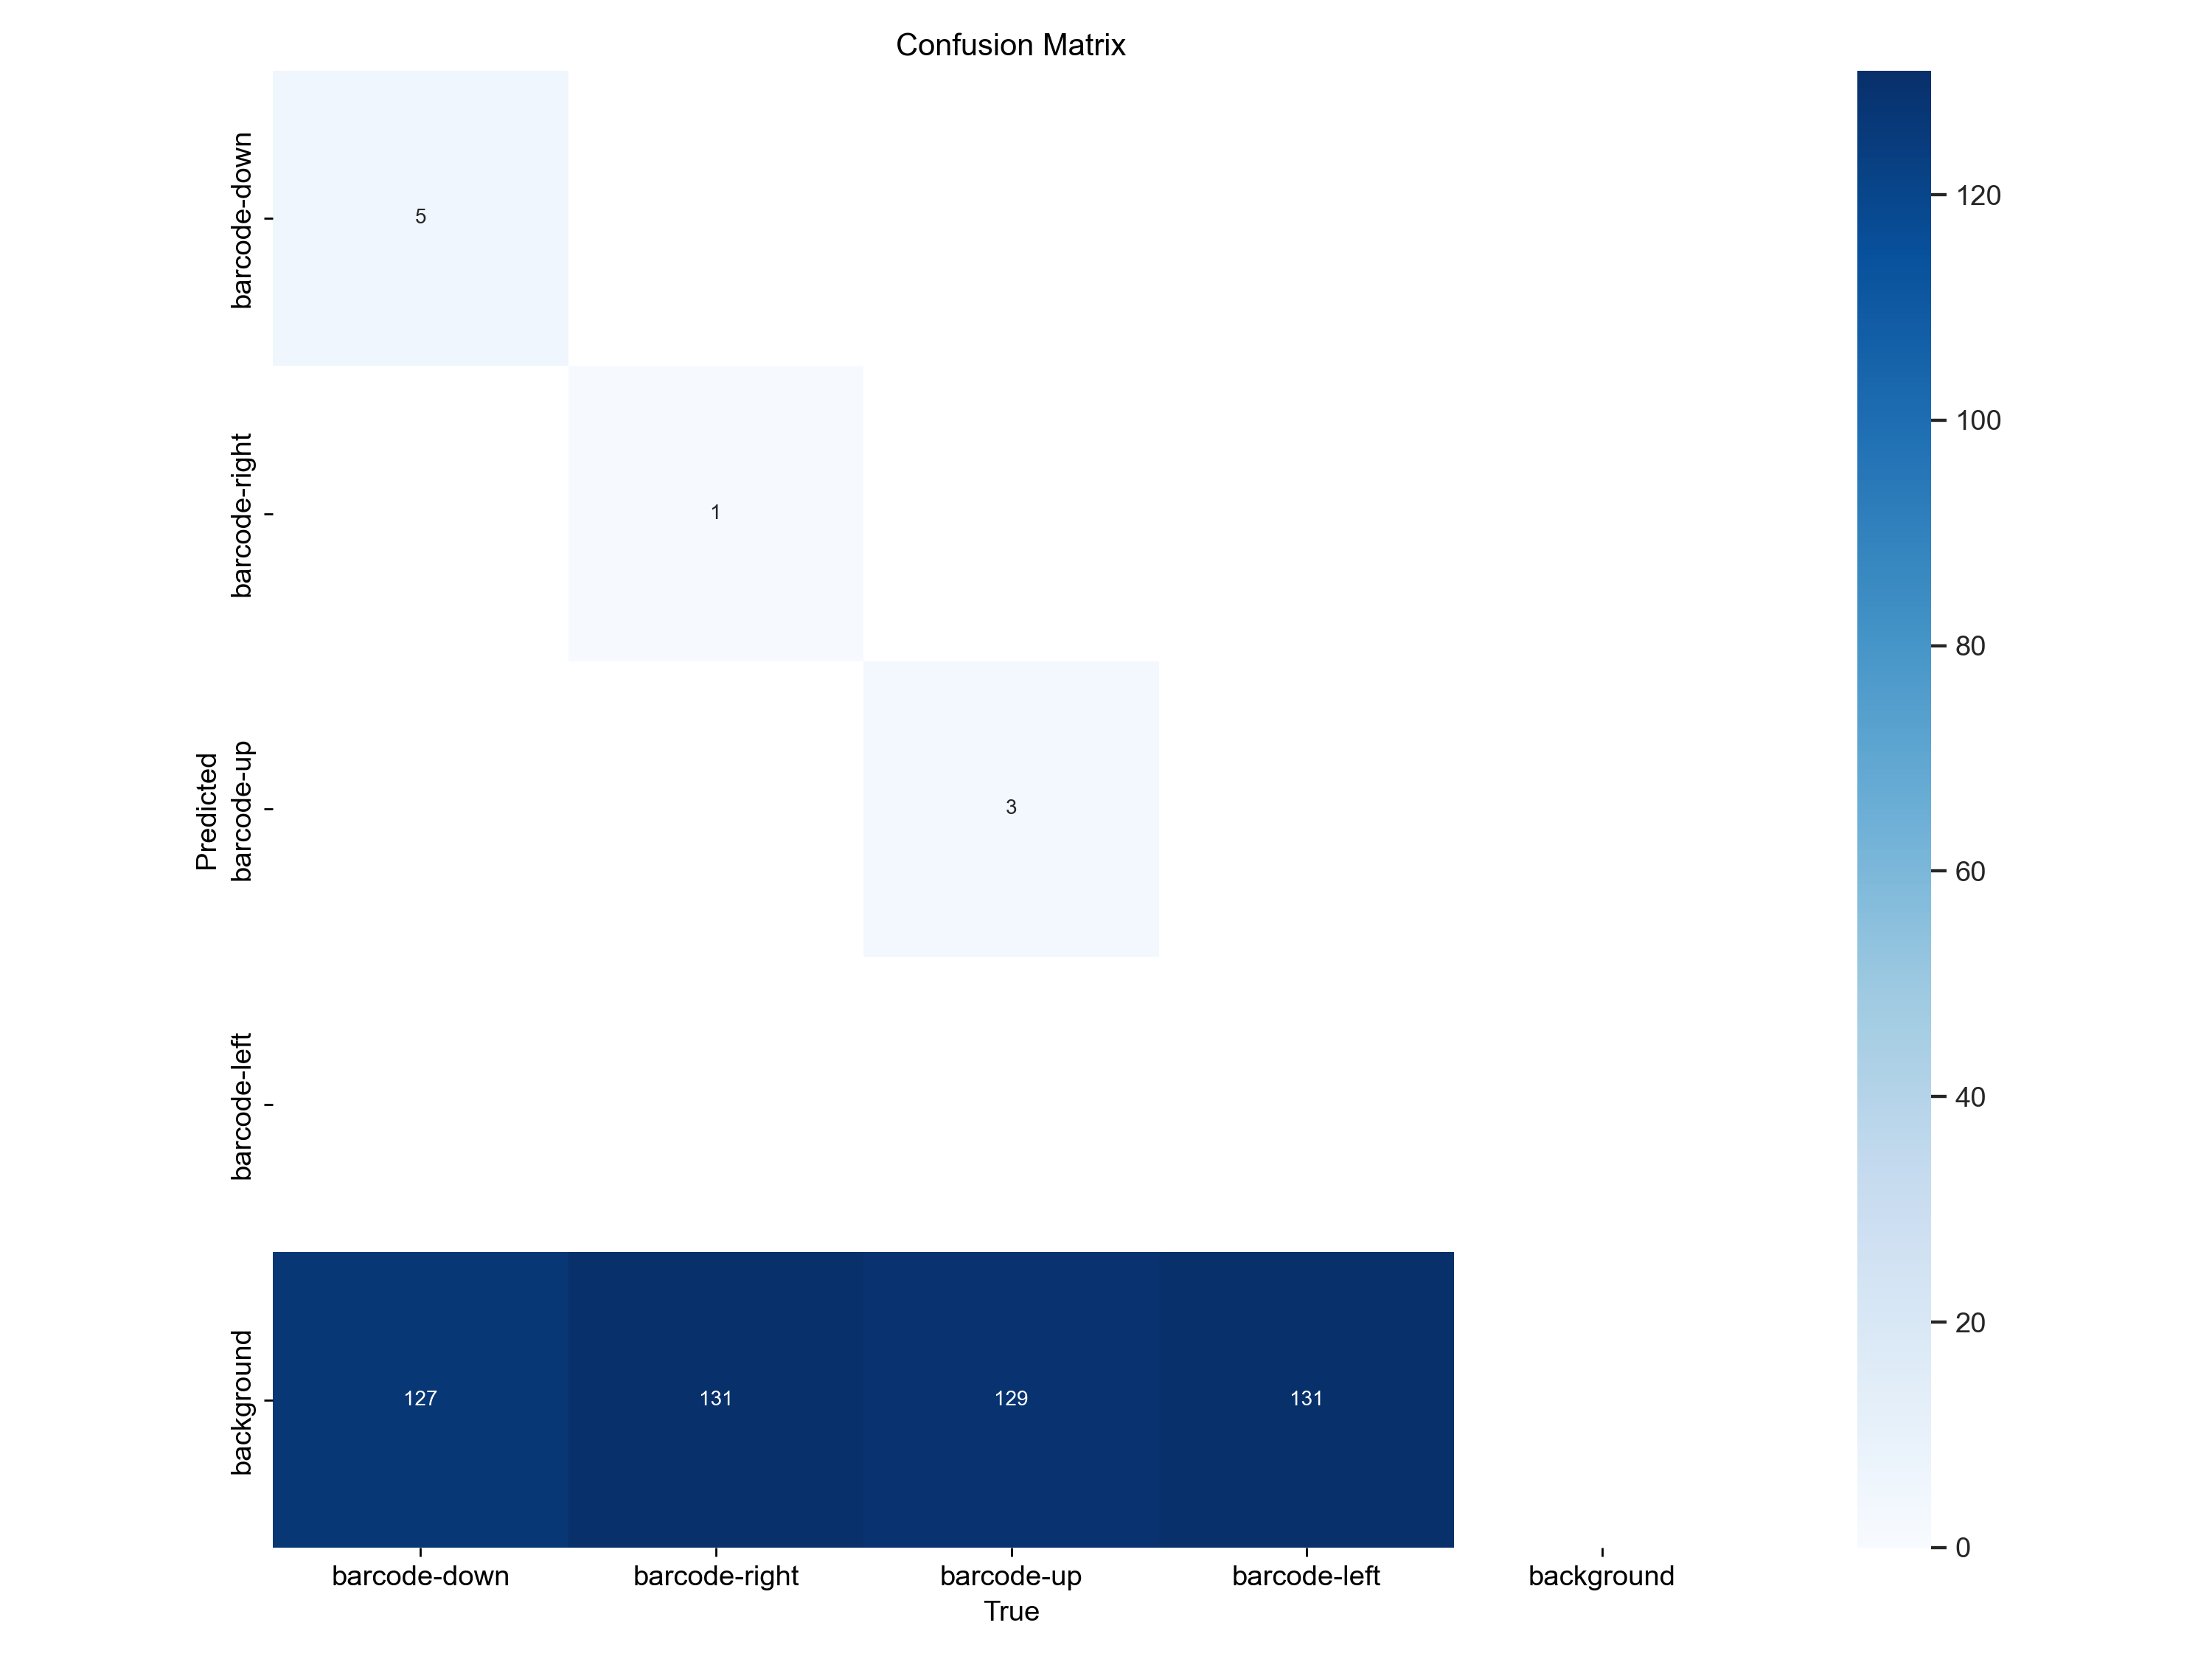 Confusion Matrix
barcode-down
5
120
100
barcode-right
1
80
Predicted
barcode-up
3
60
barcode-left
40
background
127 131 129 131
20
0
barcode-down barcode-right barcode-up barcode-left background
True